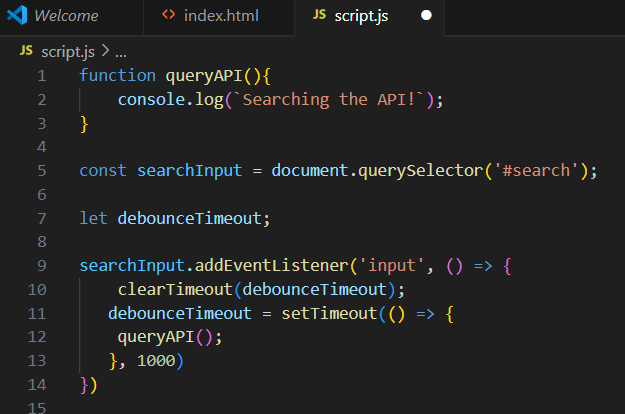 Welcome index.html JS script.js
JS script.js > ...
1 function queryAPI(){
2 console.log(`Searching the API!`);
3 }
4
5 const searchInput = document.querySelector('#search');
6
7 let debounceTimeout;
8
9 searchInput.addEventListener('input', () => {
10 clearTimeout(debounceTimeout);
11 debounceTimeout = setTimeout(() => {
12 queryAPI();
13 }, 1000)
14 })
15